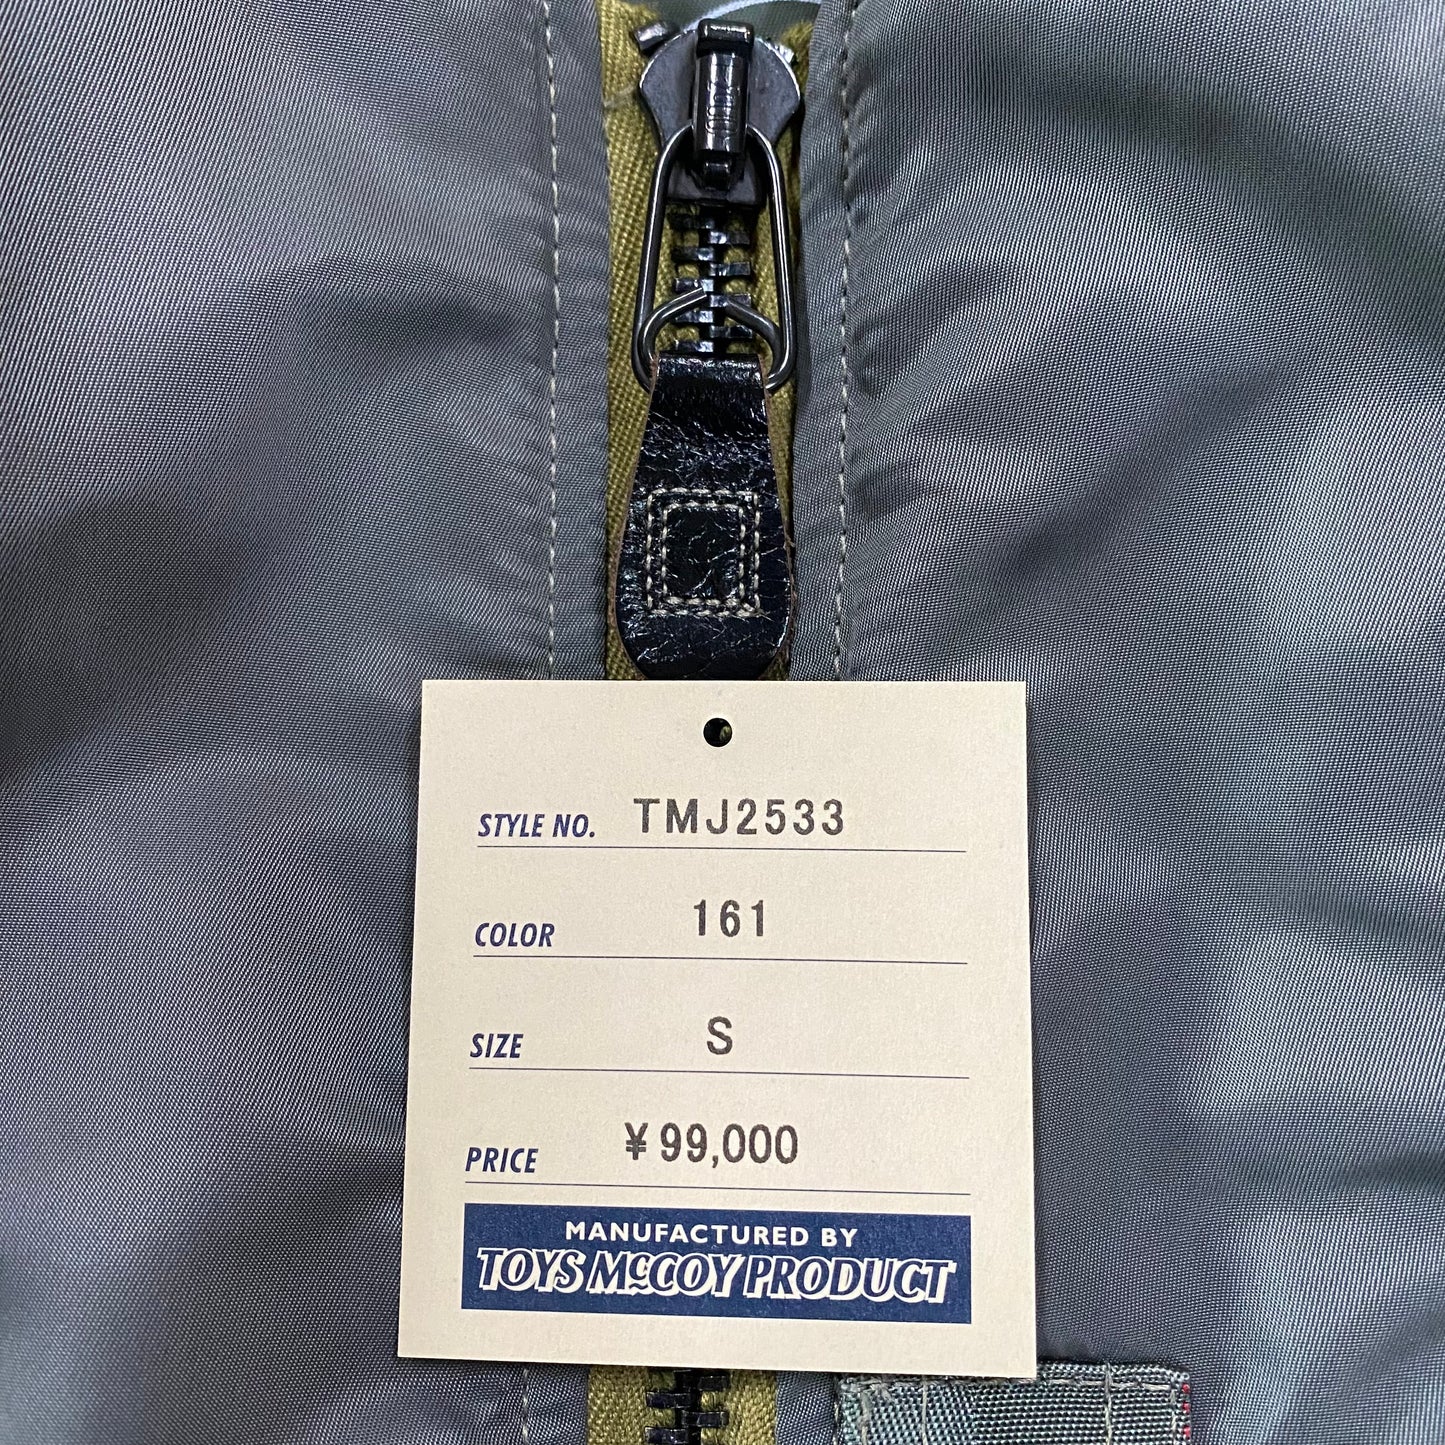 STYLE NO. TMJ2533
COLOR 161
SIZE S
PRICE ¥99,000
MANUFACTURED BY
TOYS McCOY PRODUCT